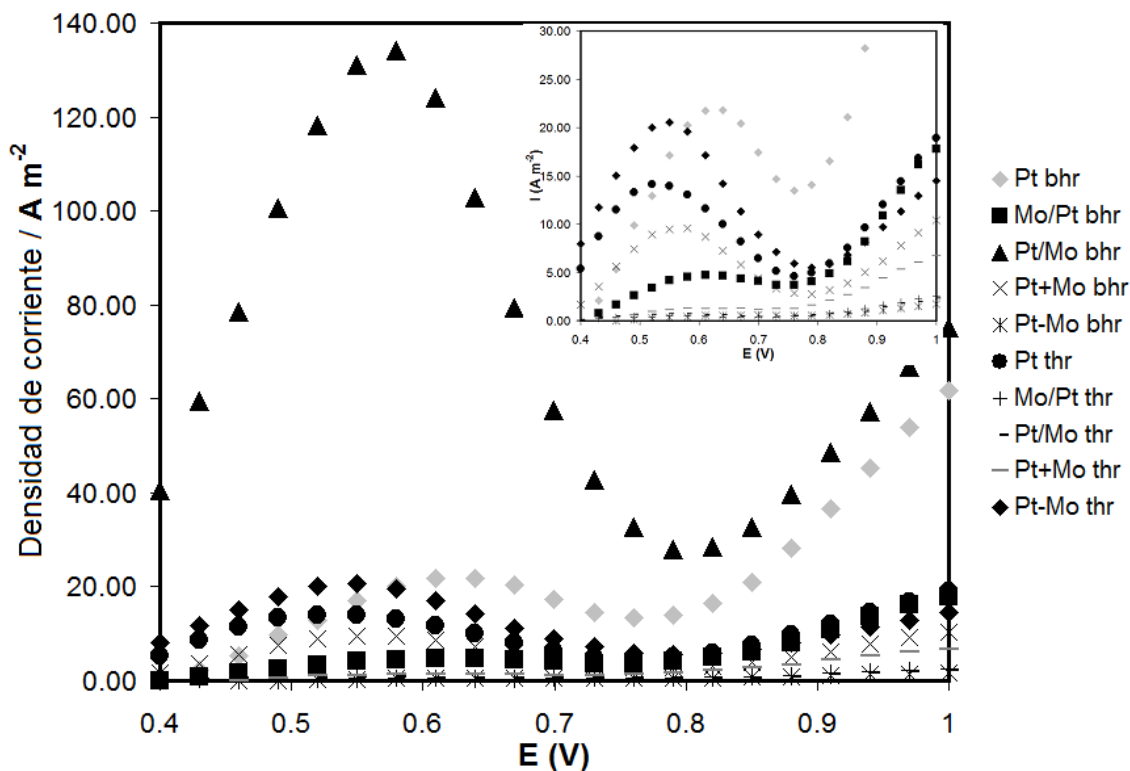 140.00
120.00
100.00
80.00
60.00
40.00
20.00
0.00
Densidad de corriente / A m⁻²
0.4
0.5
0.6
0.7
0.8
0.9
1
E (V)
30.00
25.00
20.00
15.00
10.00
5.00
0.00
I (A m⁻²)
0.4
0.5
0.6
0.7
0.8
0.9
1
E (V)
Pt bhr
Mo/Pt bhr
Pt/Mo bhr
Pt+Mo bhr
Pt-Mo bhr
Pt thr
Mo/Pt thr
Pt/Mo thr
Pt+Mo thr
Pt-Mo thr